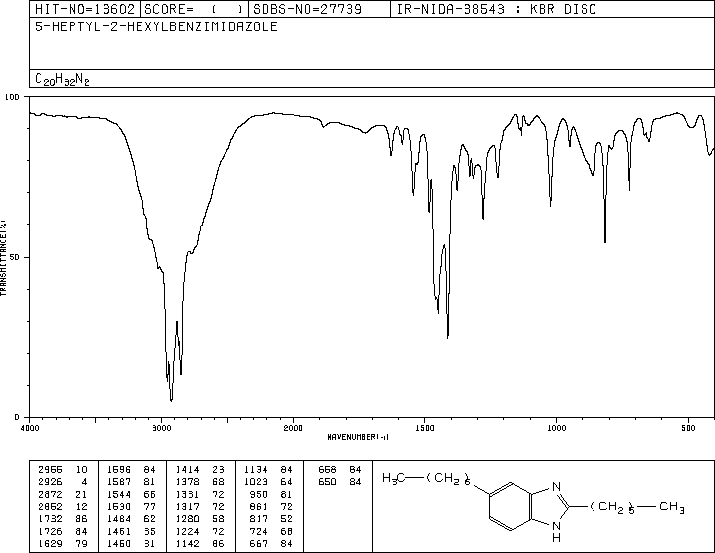 HIT-NO=13602 SCORE= ( ) SDBS-NO=27739 IR-NIDA-38543 : KBR DISC
5-HEPTYL-2-HEXYLBENZIMIDAZOLE
C20H32N2
100
50
0
TRANSMITTANCE(%)
4000 3000 2000 1500 1000 500
WAVENUMBER(-1)
2955 10 1596 84 1414 23 1134 84 668 84
2926 4 1587 81 1378 68 1023 64 650 84
2872 21 1544 66 1331 72 950 81
2852 12 1530 77 1317 72 861 72
1732 86 1484 62 1280 58 817 52
1726 84 1461 35 1224 72 724 68
1629 79 1450 31 1142 86 667 84
H3C—(CH2)6
N
(CH2)5—CH3
N
H